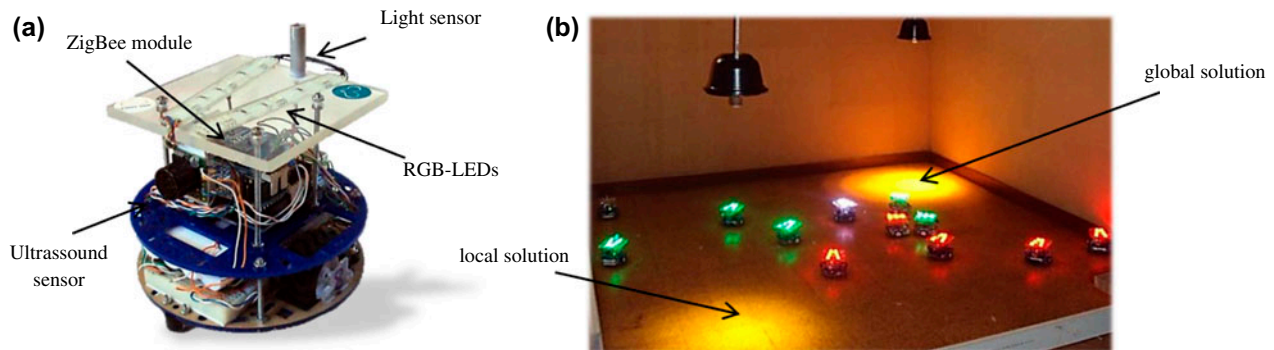 (a)
Light sensor
ZigBee module
RGB-LEDs
Ultrassound
sensor
(b)
global solution
local solution